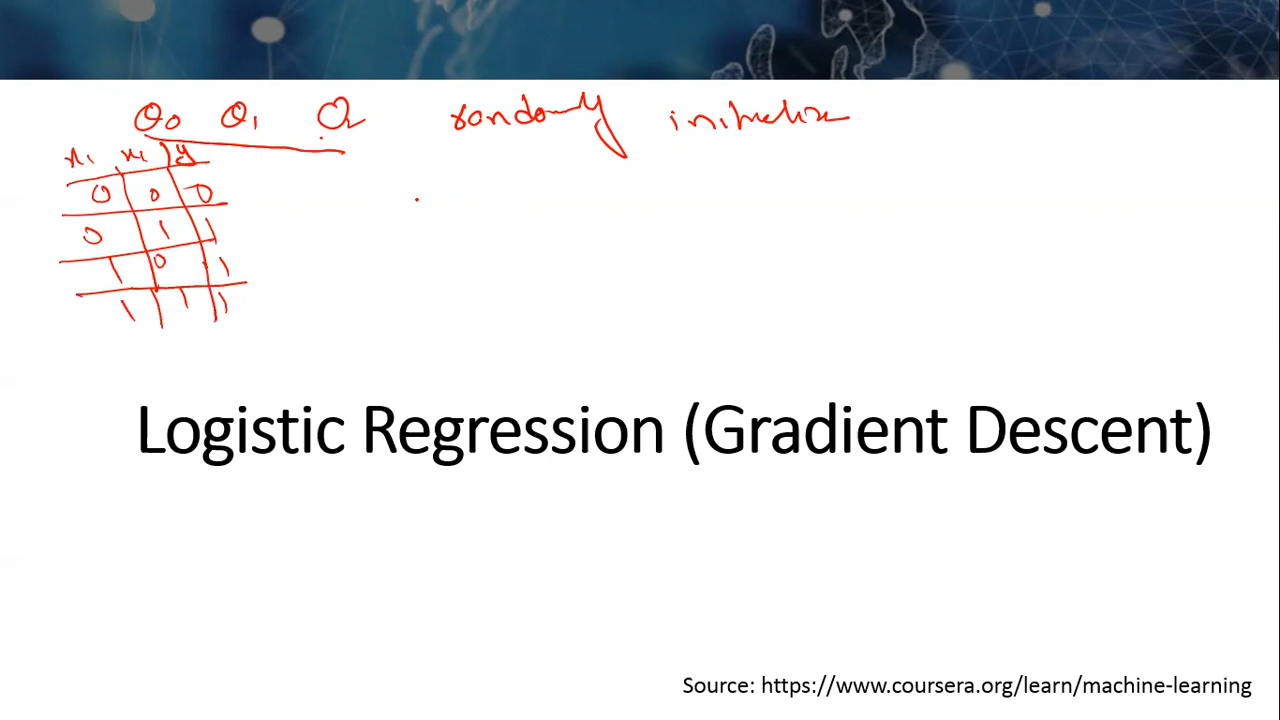 θ0 θ1 θ2 randomly initialize
x1 x2 y
0 0 0
0 1 1
1 0 1
1 1 1
Logistic Regression (Gradient Descent)
Source: https://www.coursera.org/learn/machine-learning